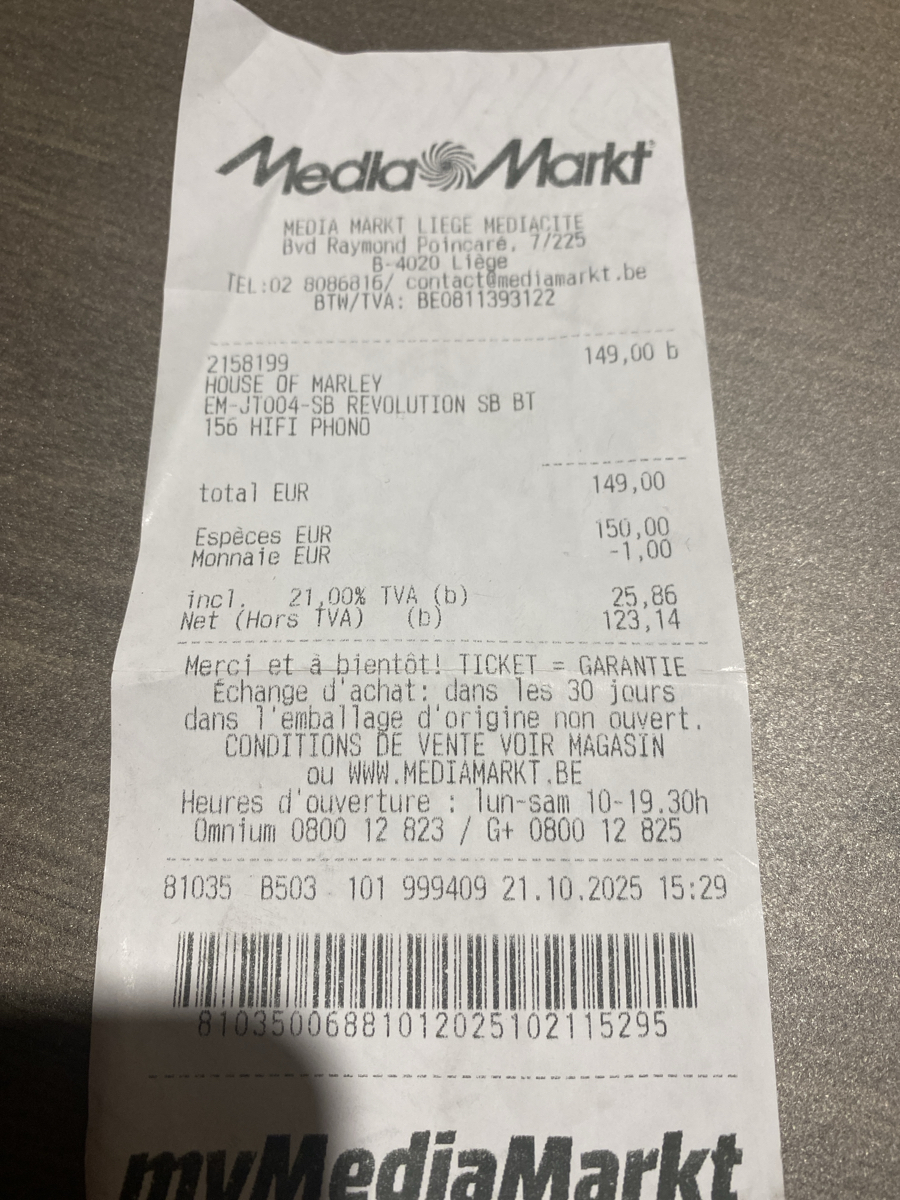 Media Markt
MEDIA MARKT LIEGE MEDIACITE
Bvd Raymond Poincaré, 7/225
B-4020 Liège
TEL:02 8086816/ contact@mediamarkt.be
BTW/TVA: BE0811393122
2158199 149,00 b
HOUSE OF MARLEY
EM-JT004-SB REVOLUTION SB BT
156 HIFI PHONO
total EUR 149,00
Espèces EUR 150,00
Monnaie EUR -1,00
incl. 21,00% TVA (b) 25,86
Net (Hors TVA) (b) 123,14
Merci et à bientôt! TICKET = GARANTIE
Échange d'achat: dans les 30 jours
dans l'emballage d'origine non ouvert.
CONDITIONS DE VENTE VOIR MAGASIN
ou WWW.MEDIAMARKT.BE
Heures d'ouverture : lun-sam 10-19.30h
Omnium 0800 12 823 / G+ 0800 12 825
81035 B503 101 999409 21.10.2025 15:29
81035006881012025102115295
myMediaMarkt